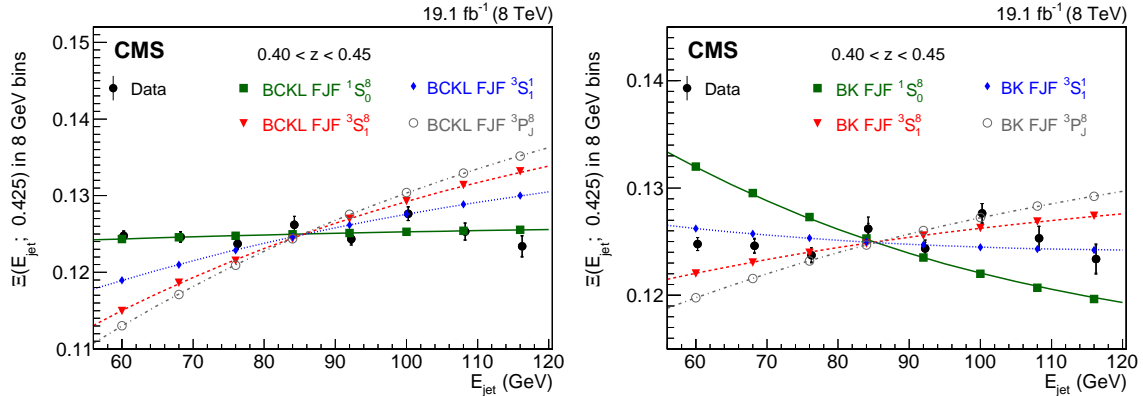 19.1 fb⁻¹ (8 TeV)
CMS
0.40 < z < 0.45
Data
BCKL FJF ¹S₀⁸
BCKL FJF ³S₁¹
BCKL FJF ³S₁⁸
BCKL FJF ³P_J⁸
Ξ(E_jet; 0.425) in 8 GeV bins
0.15
0.14
0.13
0.12
0.11
60 70 80 90 100 110 120
E_jet (GeV)
19.1 fb⁻¹ (8 TeV)
CMS
0.40 < z < 0.45
Data
BK FJF ¹S₀⁸
BK FJF ³S₁¹
BK FJF ³S₁⁸
BK FJF ³P_J⁸
Ξ(E_jet; 0.425) in 8 GeV bins
0.14
0.13
0.12
60 70 80 90 100 110 120
E_jet (GeV)